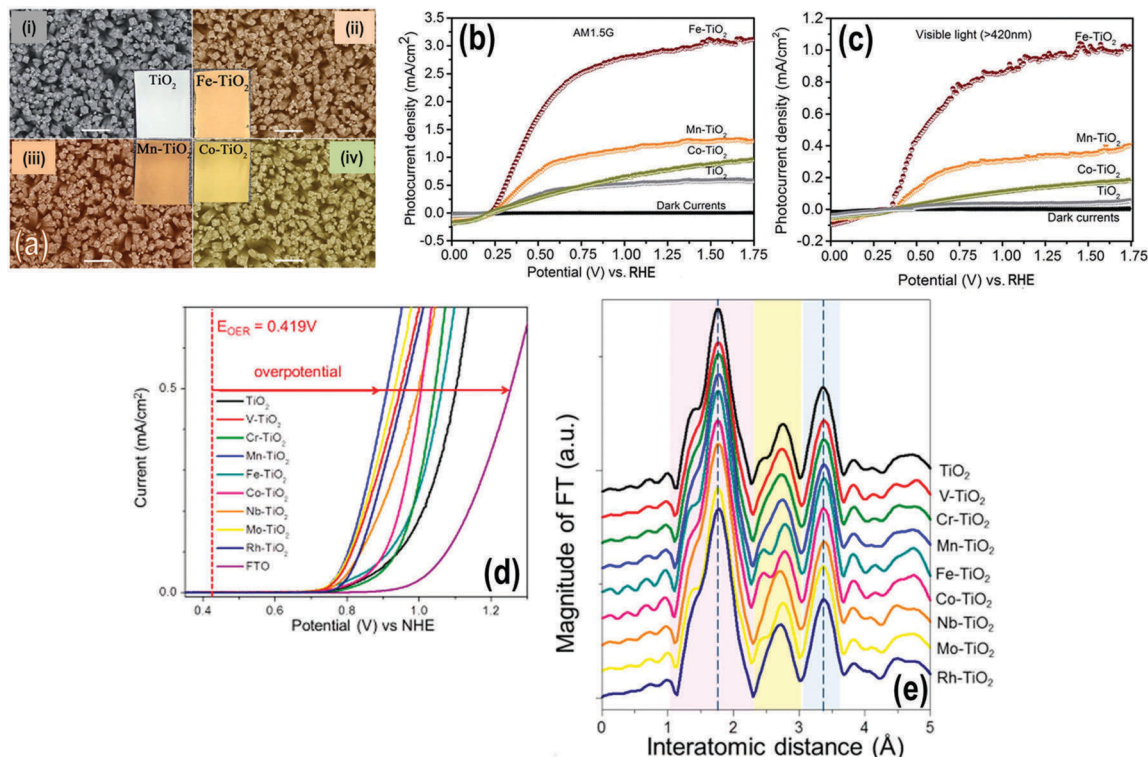 (i)
(ii)
TiO₂
Fe-TiO₂
(iii)
Mn-TiO₂
Co-TiO₂
(iv)
(a)
(b)
AM1.5G
Fe-TiO₂
Mn-TiO₂
Co-TiO₂
TiO₂
Dark currents
3.5
3.0
2.5
2.0
1.5
1.0
0.5
0.0
-0.5
Photocurrent density (mA/cm²)
0.00 0.25 0.50 0.75 1.00 1.25 1.50 1.75
Potential (V) vs. RHE
(c)
Visible light (>420nm)
Fe-TiO₂
Mn-TiO₂
Co-TiO₂
TiO₂
Dark currents
1.2
1.0
0.8
0.6
0.4
0.2
0.0
-0.2
Photocurrent density (mA/cm²)
0.00 0.25 0.50 0.75 1.00 1.25 1.50 1.75
Potential (V) vs. RHE
E_OER = 0.419V
overpotential
TiO₂
V-TiO₂
Cr-TiO₂
Mn-TiO₂
Fe-TiO₂
Co-TiO₂
Nb-TiO₂
Mo-TiO₂
Rh-TiO₂
FTO
(d)
0.5
0.0
Current (mA/cm²)
0.4 0.6 0.8 1.0 1.2
Potential (V) vs NHE
Magnitude of FT (a.u.)
TiO₂
V-TiO₂
Cr-TiO₂
Mn-TiO₂
Fe-TiO₂
Co-TiO₂
Nb-TiO₂
Mo-TiO₂
Rh-TiO₂
(e)
0 1 2 3 4 5
Interatomic distance (Å)